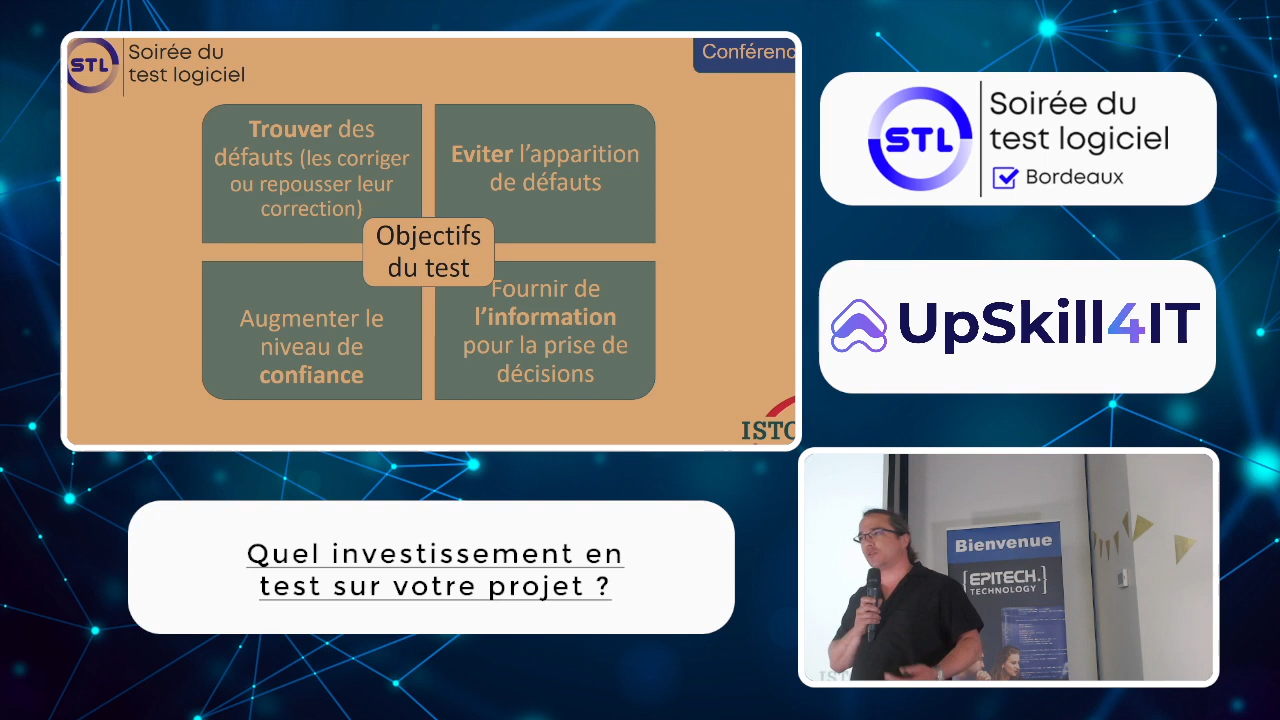 STL
Soirée du
test logiciel
Conférenc
Trouver des
défauts (les corriger
ou repousser leur
correction)
Eviter l’apparition
de défauts
Objectifs
du test
Augmenter le
niveau de
confiance
Fournir de
l’information
pour la prise de
décisions
ISTQ
STL
Soirée du
test logiciel
Bordeaux
UpSkill4IT
Quel investissement en
test sur votre projet ?
Bienvenue
[EPITECH.]
TECHNOLOGY